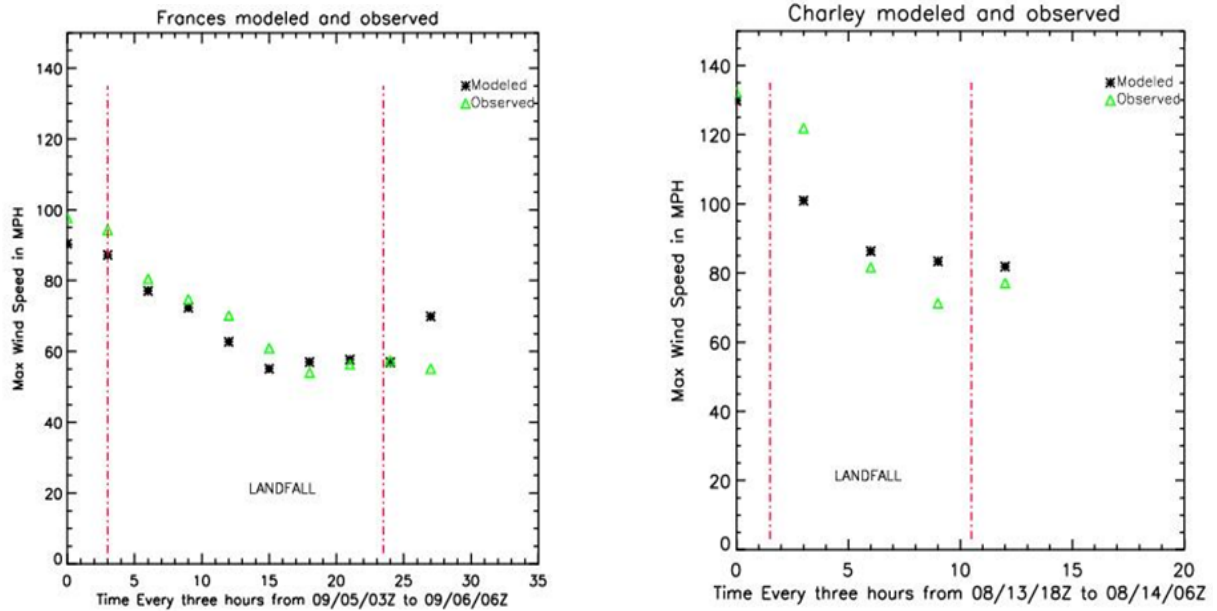 Frances modeled and observed
Max Wind Speed in MPH
140
120
100
80
60
40
20
0
Modeled
Observed
LANDFALL
0 5 10 15 20 25 30 35
Time Every three hours from 09/05/03Z to 09/06/06Z
Charley modeled and observed
Max Wind Speed in MPH
140
120
100
80
60
40
20
0
Modeled
Observed
LANDFALL
0 5 10 15 20
Time Every three hours from 08/13/18Z to 08/14/06Z